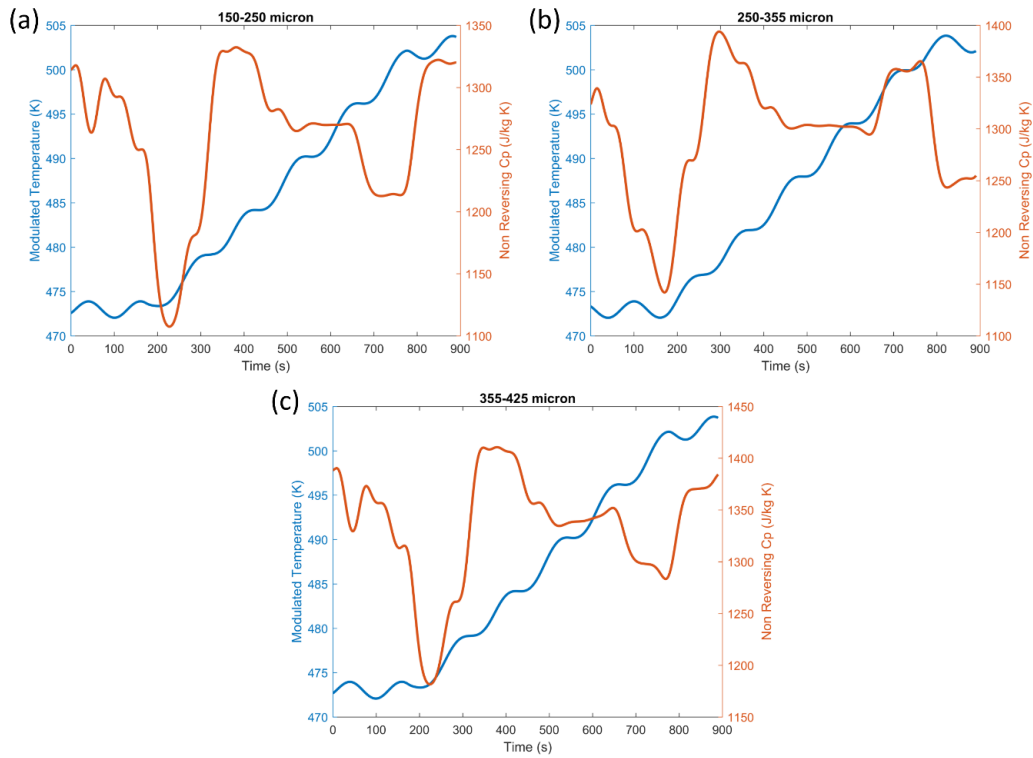 (a)
150-250 micron
505
500
495
490
485
480
475
470
Modulated Temperature (K)
1350
1300
1250
1200
1150
1100
Non Reversing Cp (J/kg K)
0 100 200 300 400 500 600 700 800 900
Time (s)
(b)
250-355 micron
505
500
495
490
485
480
475
470
Modulated Temperature (K)
1400
1350
1300
1250
1200
1150
1100
Non Reversing Cp (J/kg K)
0 100 200 300 400 500 600 700 800 900
Time (s)
(c)
355-425 micron
505
500
495
490
485
480
475
470
Modulated Temperature (K)
1450
1400
1350
1300
1250
1200
1150
Non Reversing Cp (J/kg K)
0 100 200 300 400 500 600 700 800 900
Time (s)